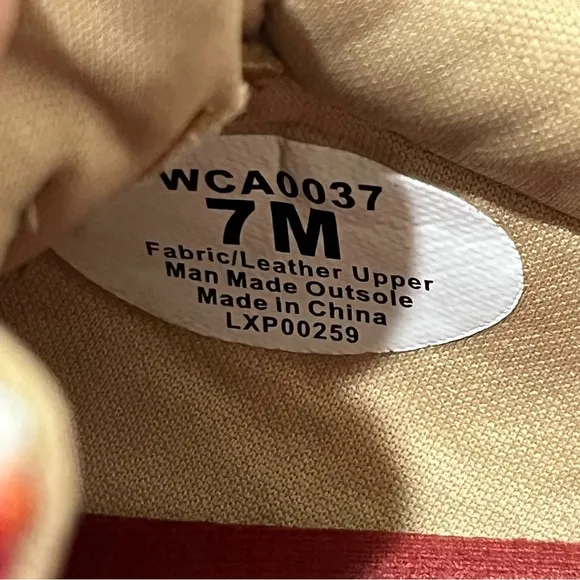 WCA0037
7M
Fabric/Leather Upper
Man Made Outsole
Made in China
LXP00259